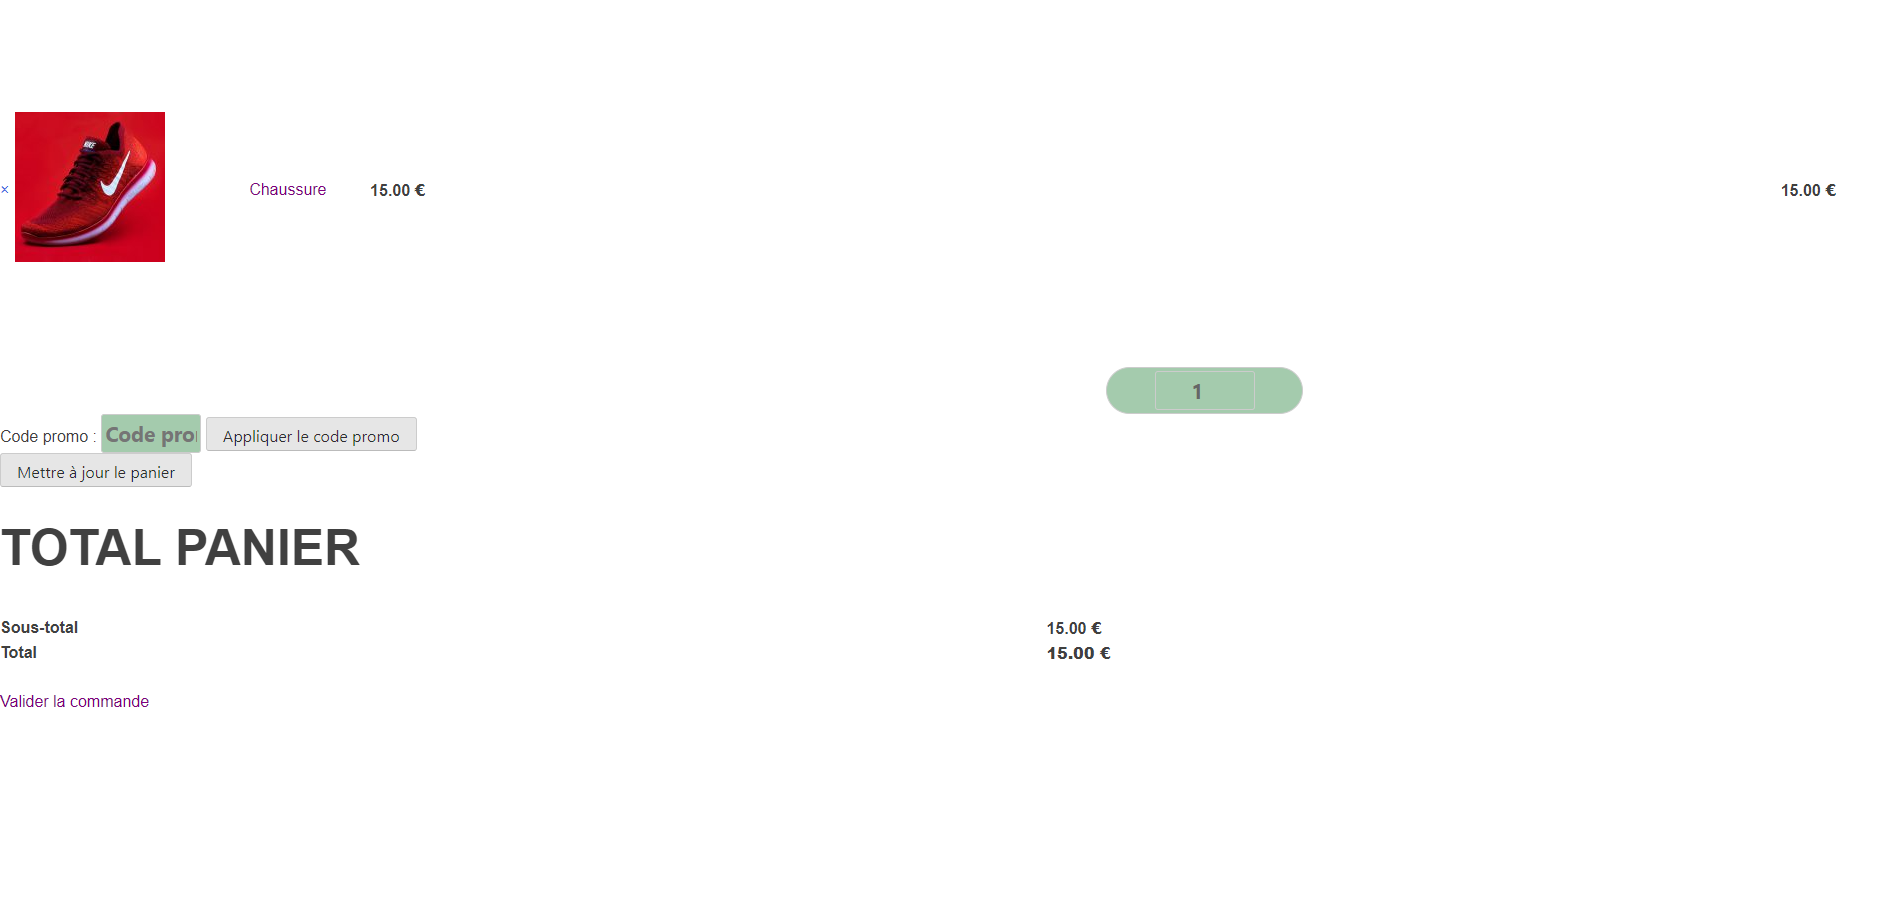 NIKE
× Chaussure 15.00 € 15.00 €
1
Code promo : Code pro Appliquer le code promo
Mettre à jour le panier
TOTAL PANIER
Sous-total 15.00 €
Total 15.00 €
Valider la commande